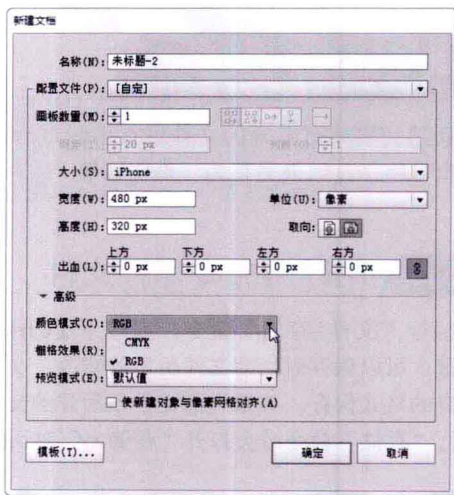 新建文档
名称(N): 未标题-2
配置文件(P): [自定]
画板数量(M): 1
20 px 1
大小(S): iPhone
宽度(W): 480 px 单位(U): 像素
高度(H): 320 px 取向:
上方 下方 左方 右方
出血(L): 0 px 0 px 0 px 0 px
高级
颜色模式(C): RGB
CMYK
栅格效果(R):
RGB
预览模式(E): 默认值
使新建对象与像素网格对齐(A)
模板(T)... 确定 取消